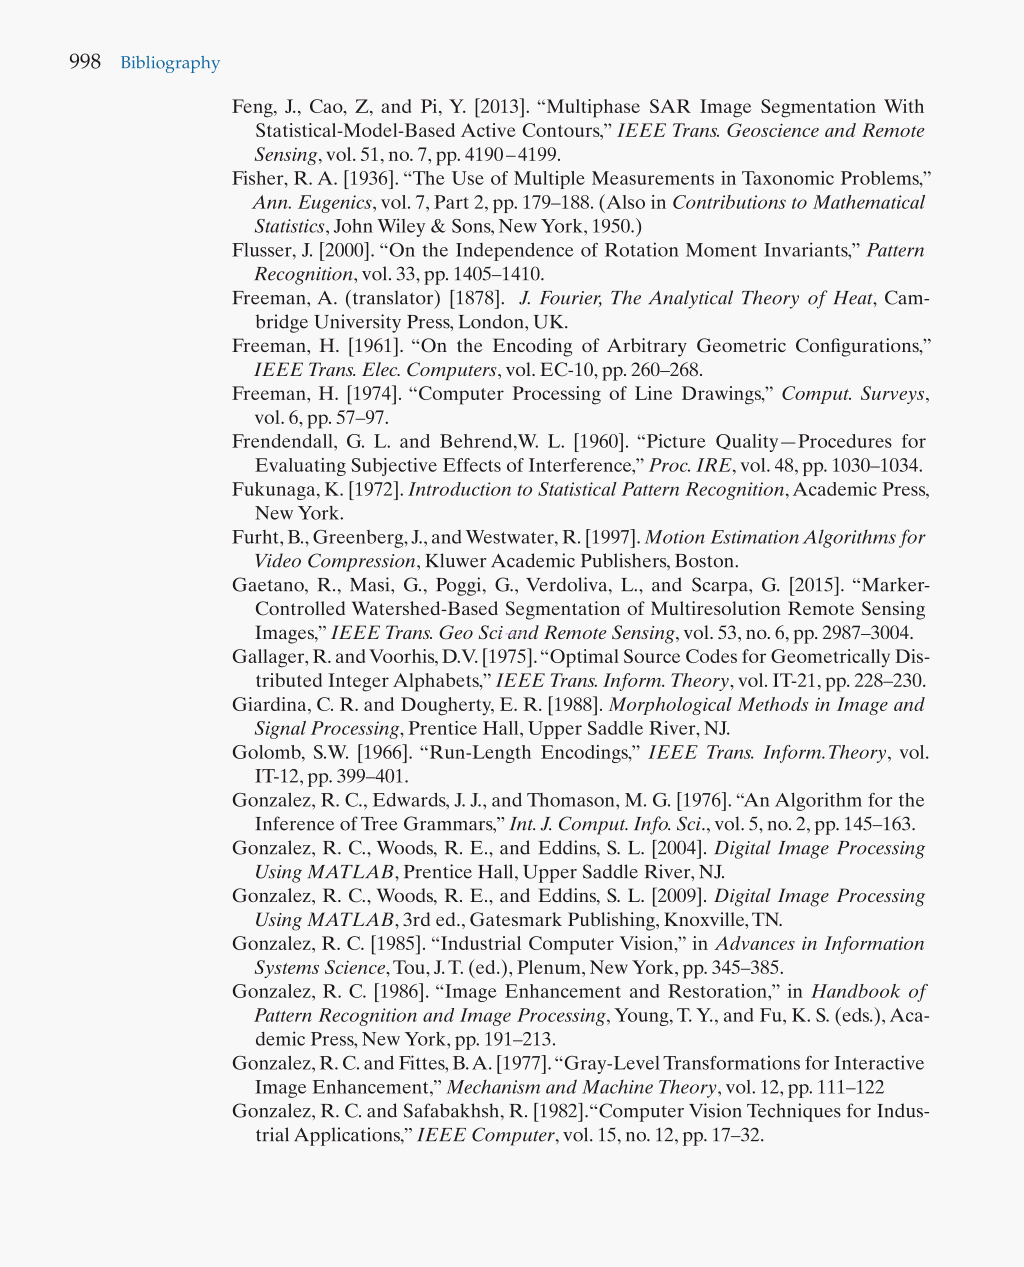 998 Bibliography
Feng, J., Cao, Z, and Pi, Y. [2013]. “Multiphase SAR Image Segmentation With
Statistical-Model-Based Active Contours,” IEEE Trans. Geoscience and Remote
Sensing, vol. 51, no. 7, pp. 4190–4199.
Fisher, R. A. [1936]. “The Use of Multiple Measurements in Taxonomic Problems,”
Ann. Eugenics, vol. 7, Part 2, pp. 179–188. (Also in Contributions to Mathematical
Statistics, John Wiley & Sons, New York, 1950.)
Flusser, J. [2000]. “On the Independence of Rotation Moment Invariants,” Pattern
Recognition, vol. 33, pp. 1405–1410.
Freeman, A. (translator) [1878]. J. Fourier, The Analytical Theory of Heat, Cam-
bridge University Press, London, UK.
Freeman, H. [1961]. “On the Encoding of Arbitrary Geometric Configurations,”
IEEE Trans. Elec. Computers, vol. EC-10, pp. 260–268.
Freeman, H. [1974]. “Computer Processing of Line Drawings,” Comput. Surveys,
vol. 6, pp. 57–97.
Frendendall, G. L. and Behrend,W. L. [1960]. “Picture Quality—Procedures for
Evaluating Subjective Effects of Interference,” Proc. IRE, vol. 48, pp. 1030–1034.
Fukunaga, K. [1972]. Introduction to Statistical Pattern Recognition, Academic Press,
New York.
Furht, B., Greenberg, J., and Westwater, R. [1997]. Motion Estimation Algorithms for
Video Compression, Kluwer Academic Publishers, Boston.
Gaetano, R., Masi, G., Poggi, G., Verdoliva, L., and Scarpa, G. [2015]. “Marker-
Controlled Watershed-Based Segmentation of Multiresolution Remote Sensing
Images,” IEEE Trans. Geo Sci and Remote Sensing, vol. 53, no. 6, pp. 2987–3004.
Gallager, R. and Voorhis, D.V. [1975]. “Optimal Source Codes for Geometrically Dis-
tributed Integer Alphabets,” IEEE Trans. Inform. Theory, vol. IT-21, pp. 228–230.
Giardina, C. R. and Dougherty, E. R. [1988]. Morphological Methods in Image and
Signal Processing, Prentice Hall, Upper Saddle River, NJ.
Golomb, S.W. [1966]. “Run-Length Encodings,” IEEE Trans. Inform.Theory, vol.
IT-12, pp. 399–401.
Gonzalez, R. C., Edwards, J. J., and Thomason, M. G. [1976]. “An Algorithm for the
Inference of Tree Grammars,” Int. J. Comput. Info. Sci., vol. 5, no. 2, pp. 145–163.
Gonzalez, R. C., Woods, R. E., and Eddins, S. L. [2004]. Digital Image Processing
Using MATLAB, Prentice Hall, Upper Saddle River, NJ.
Gonzalez, R. C., Woods, R. E., and Eddins, S. L. [2009]. Digital Image Processing
Using MATLAB, 3rd ed., Gatesmark Publishing, Knoxville, TN.
Gonzalez, R. C. [1985]. “Industrial Computer Vision,” in Advances in Information
Systems Science, Tou, J. T. (ed.), Plenum, New York, pp. 345–385.
Gonzalez, R. C. [1986]. “Image Enhancement and Restoration,” in Handbook of
Pattern Recognition and Image Processing, Young, T. Y., and Fu, K. S. (eds.), Aca-
demic Press, New York, pp. 191–213.
Gonzalez, R. C. and Fittes, B. A. [1977]. “Gray-Level Transformations for Interactive
Image Enhancement,” Mechanism and Machine Theory, vol. 12, pp. 111–122
Gonzalez, R. C. and Safabakhsh, R. [1982].“Computer Vision Techniques for Indus-
trial Applications,” IEEE Computer, vol. 15, no. 12, pp. 17–32.